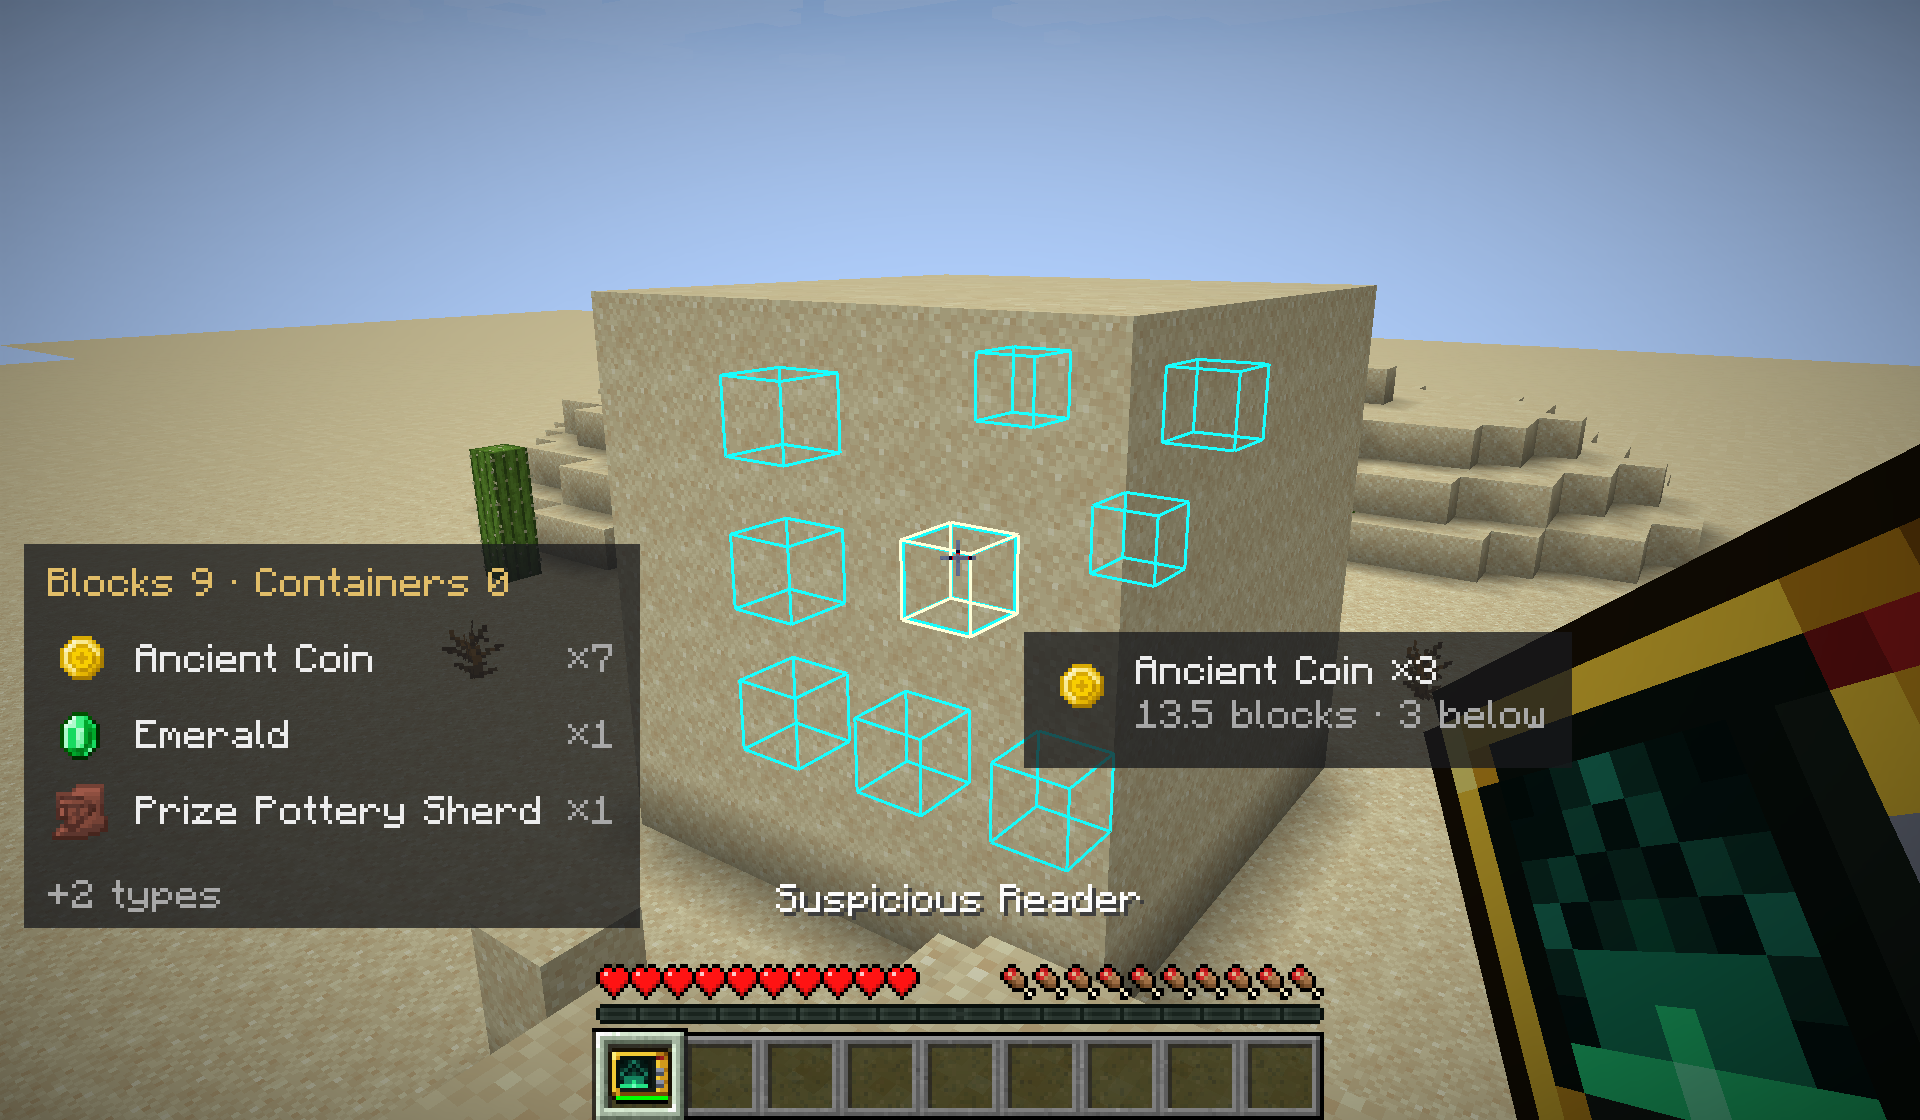 Blocks 9 · Containers 0
Ancient Coin ×7
Emerald ×1
Prize Pottery Sherd ×1
+2 types
Ancient Coin ×3
13.5 blocks · 3 below
Suspicious Reader